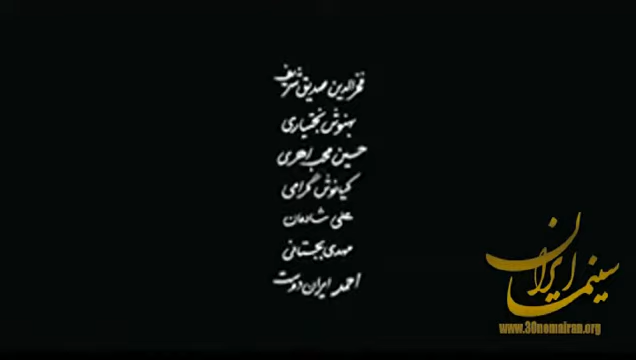 فخرالدین صدیق شریف
بهنوش بختیاری
حسین محب اهری
کیانوش گرامی
علی شادمان
مهدی بجستانی
احمد ایران دوست
سینمای ایران
www.30nemairan.org